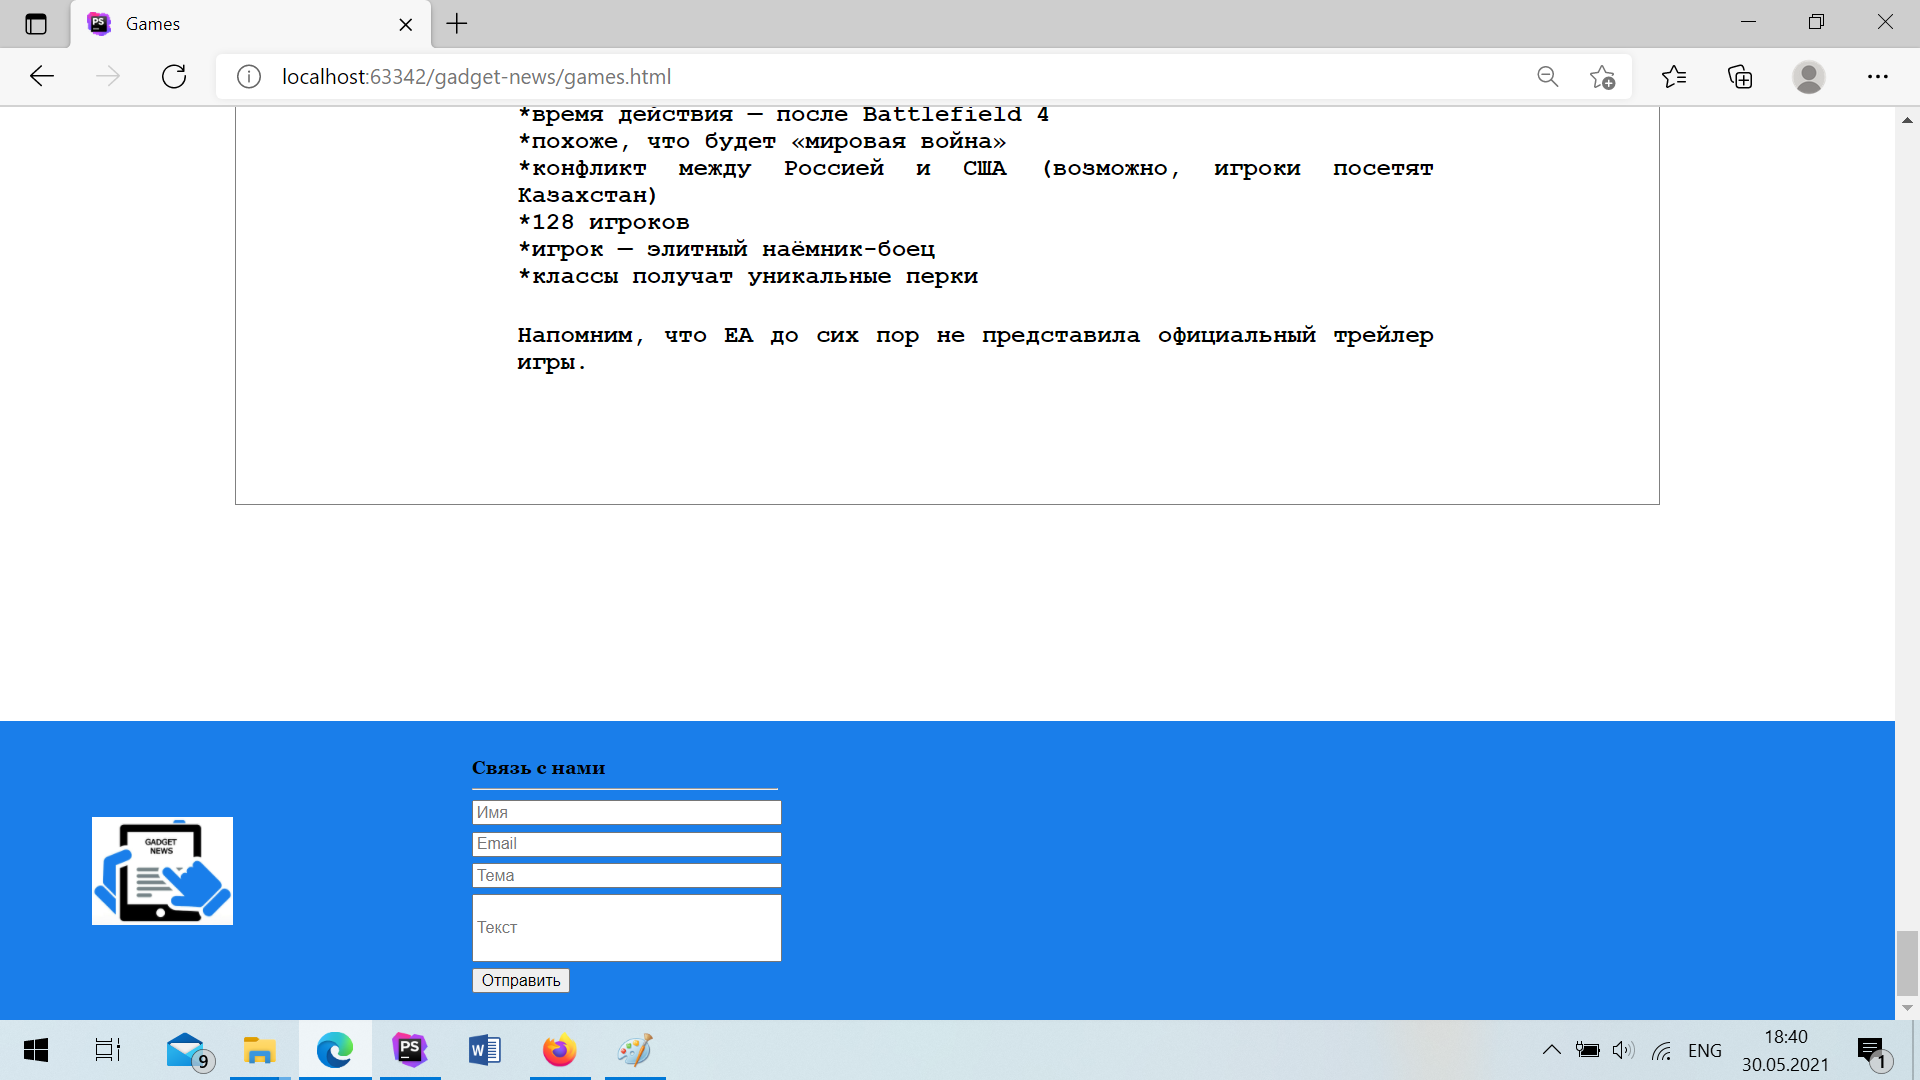 Games
localhost:63342/gadget-news/games.html
*время действия — после Battlefield 4
*похоже, что будет «мировая война»
*конфликт между Россией и США (возможно, игроки посетят
Казахстан)
*128 игроков
*игрок — элитный наёмник-боец
*классы получат уникальные перки
Напомним, что EA до сих пор не представила официальный трейлер
игры.
Связь с нами
Имя
Email
Тема
Текст
Отправить
GADGET
NEWS
PS
9
PS
W
ENG
18:40
30.05.2021
1